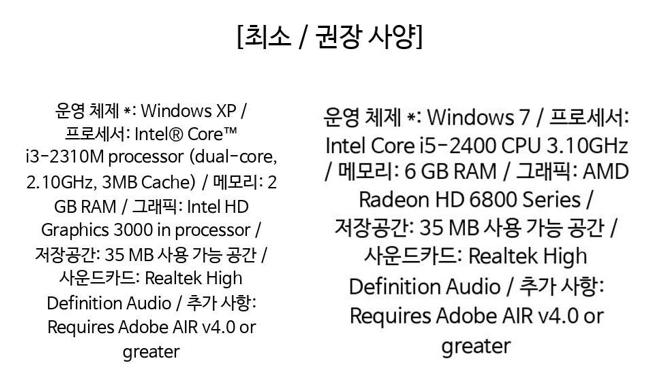 [최소 / 권장 사양]
운영 체제 *: Windows XP /
프로세서: Intel® Core™
i3-2310M processor (dual-core,
2.10GHz, 3MB Cache) / 메모리: 2
GB RAM / 그래픽: Intel HD
Graphics 3000 in processor /
저장공간: 35 MB 사용 가능 공간 /
사운드카드: Realtek High
Definition Audio / 추가 사항:
Requires Adobe AIR v4.0 or
greater
운영 체제 *: Windows 7 / 프로세서:
Intel Core i5-2400 CPU 3.10GHz
/ 메모리: 6 GB RAM / 그래픽: AMD
Radeon HD 6800 Series /
저장공간: 35 MB 사용 가능 공간 /
사운드카드: Realtek High
Definition Audio / 추가 사항:
Requires Adobe AIR v4.0 or
greater